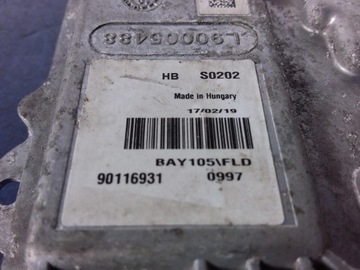 L90005488
HB S0202
Made in Hungary
17/02/19
BAY105\FLD
90116931 0997